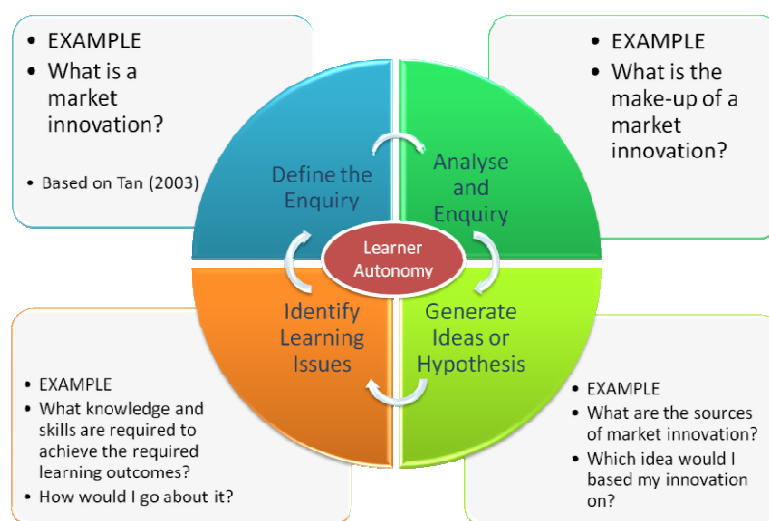 • EXAMPLE
• What is a
market
innovation?
• Based on Tan (2003)
• EXAMPLE
• What is the
make-up of a
market
innovation?
Define the
Enquiry
Analyse
and
Enquiry
Learner
Autonomy
Identify
Learning
Issues
Generate
Ideas or
Hypothesis
• EXAMPLE
• What knowledge and
skills are required to
achieve the required
learning outcomes?
• How would I go about it?
• EXAMPLE
• What are the sources
of market innovation?
• Which idea would I
based my innovation
on?